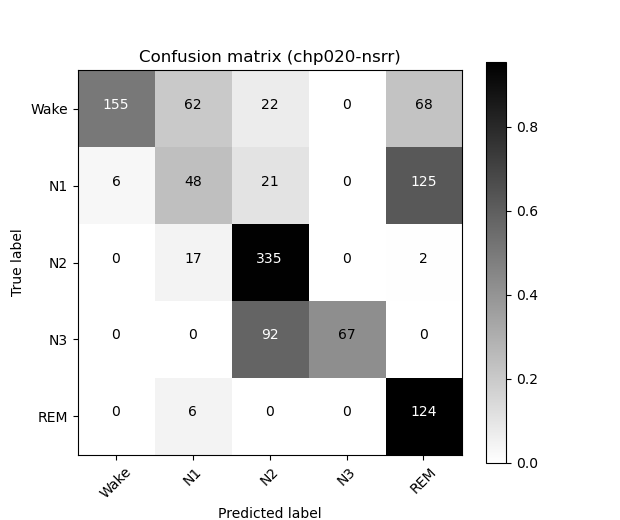 Confusion matrix (chp020-nsrr)
Wake 155 62 22 0 68
N1 6 48 21 0 125
N2 0 17 335 0 2
N3 0 0 92 67 0
REM 0 6 0 0 124
Wake N1 N2 N3 REM
Predicted label
True label
0.8
0.6
0.4
0.2
0.0